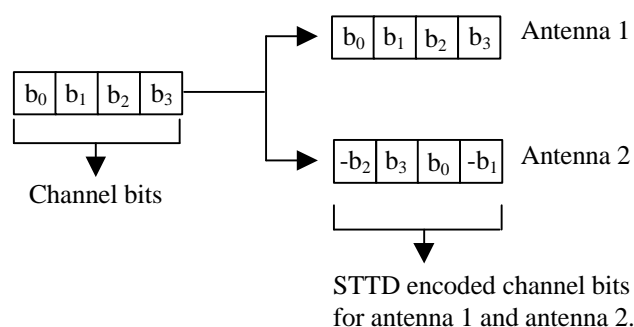 b₀ b₁ b₂ b₃ Antenna 1
b₀ b₁ b₂ b₃
-b₂ b₃ b₀ -b₁ Antenna 2
Channel bits
STTD encoded channel bits
for antenna 1 and antenna 2.